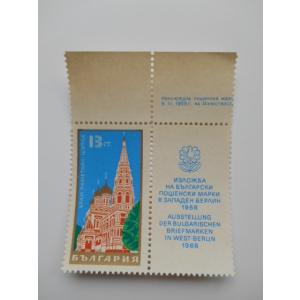 13 СТ
БЪЛГАРИЯ
ИЗЛОЖБА
НА БЪЛГАРСКИ
ПОЩЕНСКИ МАРКИ
В ЗАПАДЕН БЕРЛИН
1968
AUSSTELLUNG
DER BULGARISCHEN
BRIEFMARKEN
IN WEST-BERLIN
1968